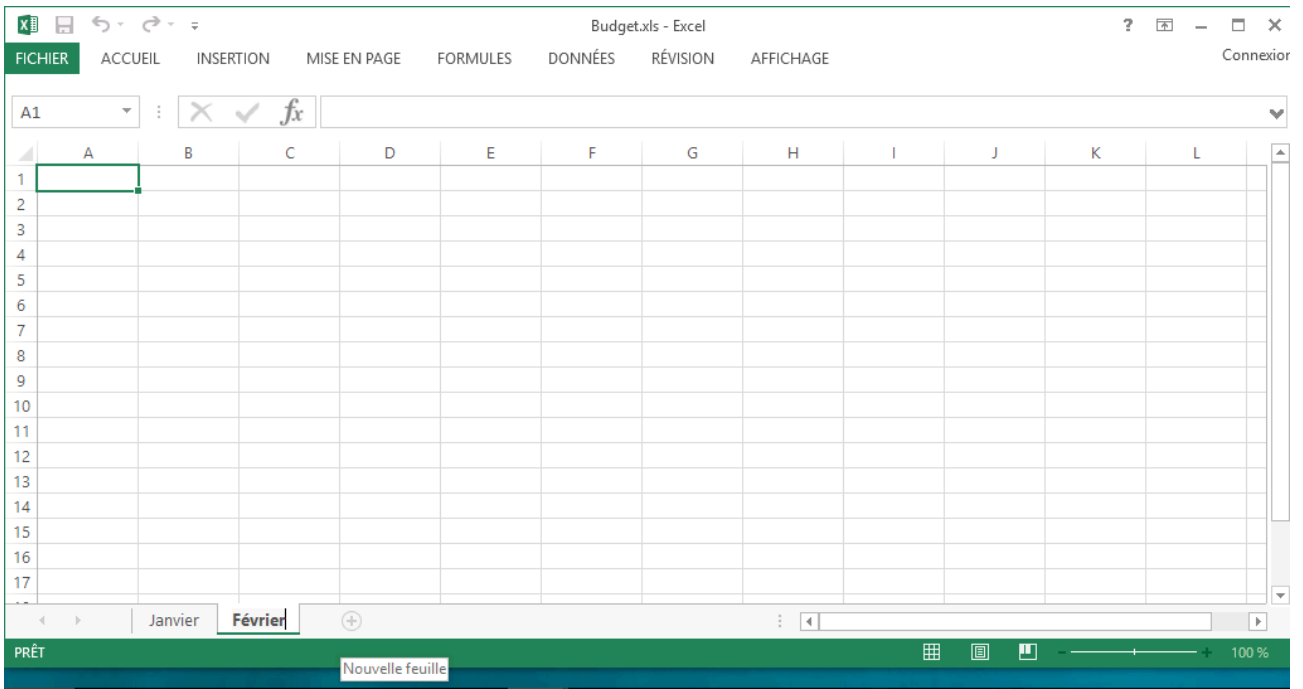 Budget.xls - Excel
?
FICHIER ACCUEIL INSERTION MISE EN PAGE FORMULES DONNÉES RÉVISION AFFICHAGE Connexion
A1 fx
A B C D E F G H I J K L
1
2
3
4
5
6
7
8
9
10
11
12
13
14
15
16
17
Janvier Février
PRÊT 100 %
Nouvelle feuille